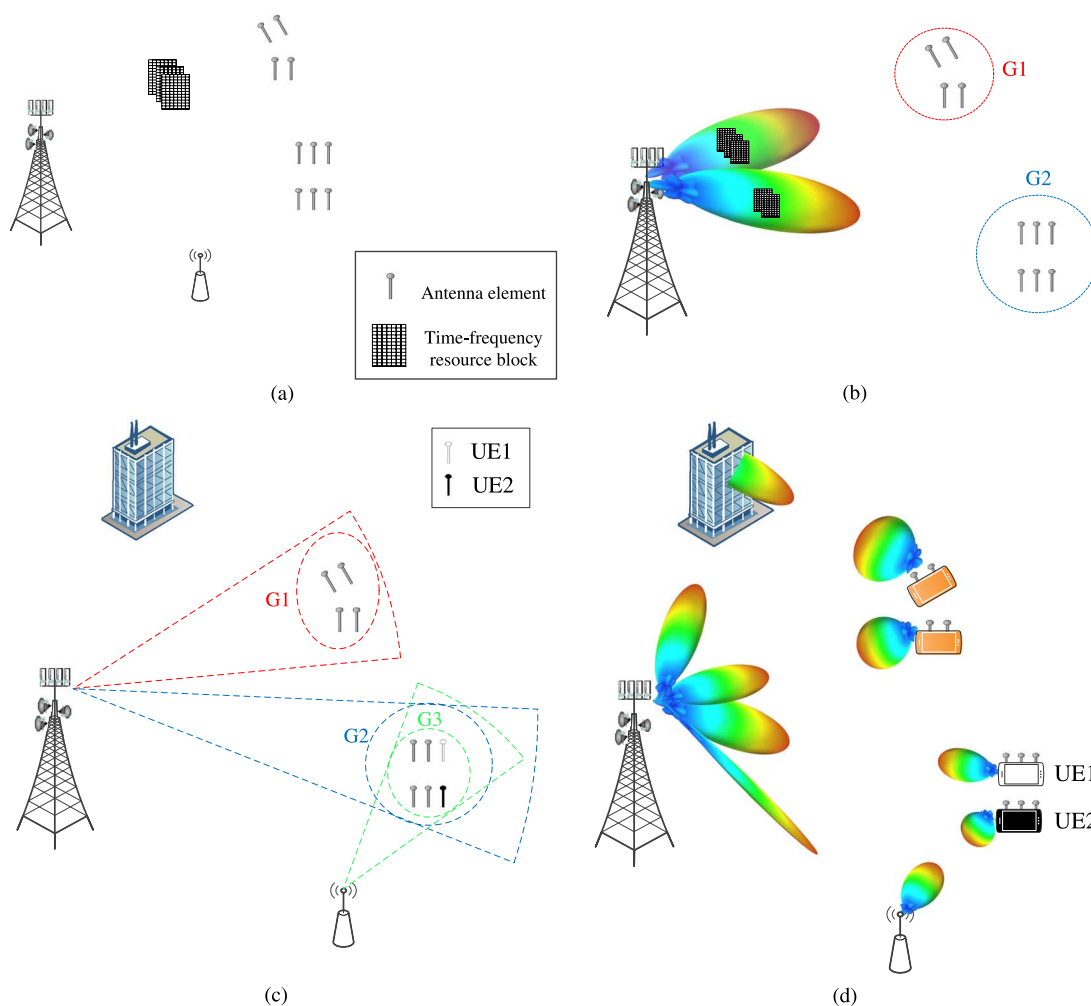 G1
G2
Antenna element
Time-frequency
resource block
(a)
(b)
UE1
UE2
G1
G3
G2
UE1
UE2
(c)
(d)